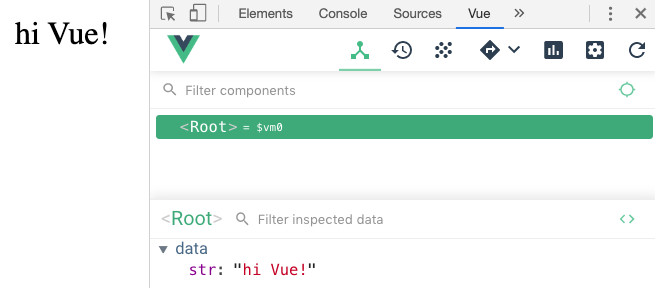 hi Vue!
Elements Console Sources Vue »
Filter components
<Root> = $vm0
<Root> Filter inspected data <>
data
str: "hi Vue!"